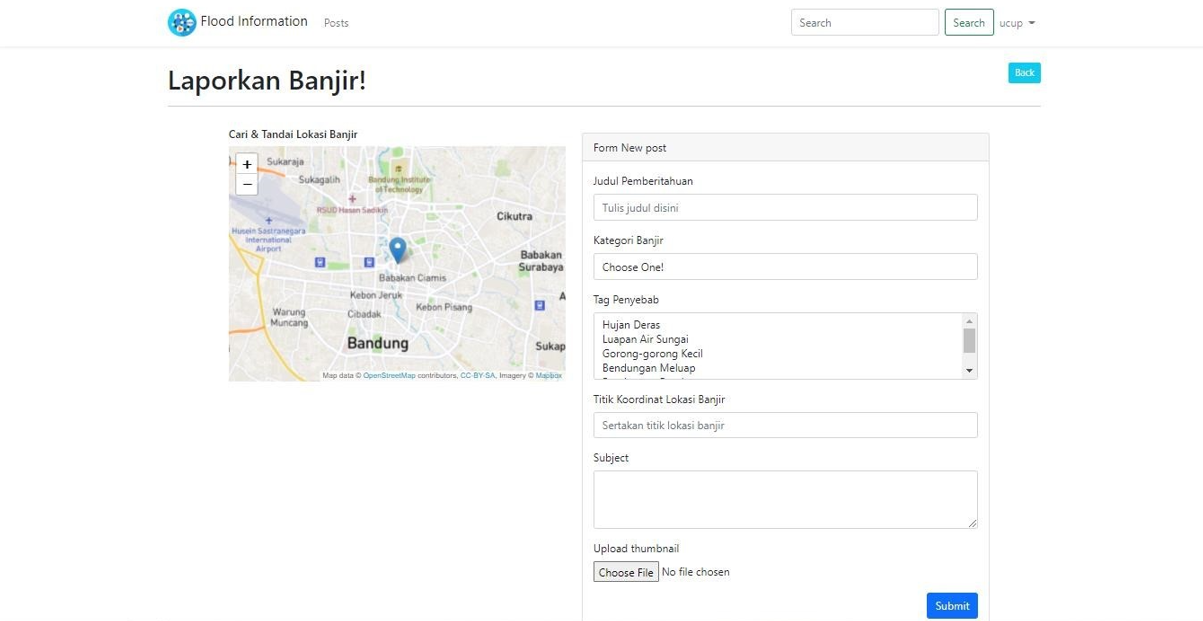 Flood Information
Posts
Search
Search
ucup
Laporkan Banjir!
Back
Cari & Tandai Lokasi Banjir
+
−
Sukaraja
Sukagalih
Bandung Institute
of Technology
RSUD Hasan Sadikin
Cikutra
Husein Sastranegara
International
Airport
Babakan
Surabaya
Babakan Ciamis
Kebon Jeruk
Kebon Pisang
Warung
Muncang
Cibadak
A
Bandung
Sukap
Map data © OpenStreetMap contributors, CC-BY-SA, Imagery © Mapbox
Form New post
Judul Pemberitahuan
Tulis judul disini
Kategori Banjir
Choose One!
Tag Penyebab
Hujan Deras
Luapan Air Sungai
Gorong-gorong Kecil
Bendungan Meluap
Titik Koordinat Lokasi Banjir
Sertakan titik lokasi banjir
Subject
Upload thumbnail
Choose File No file chosen
Submit